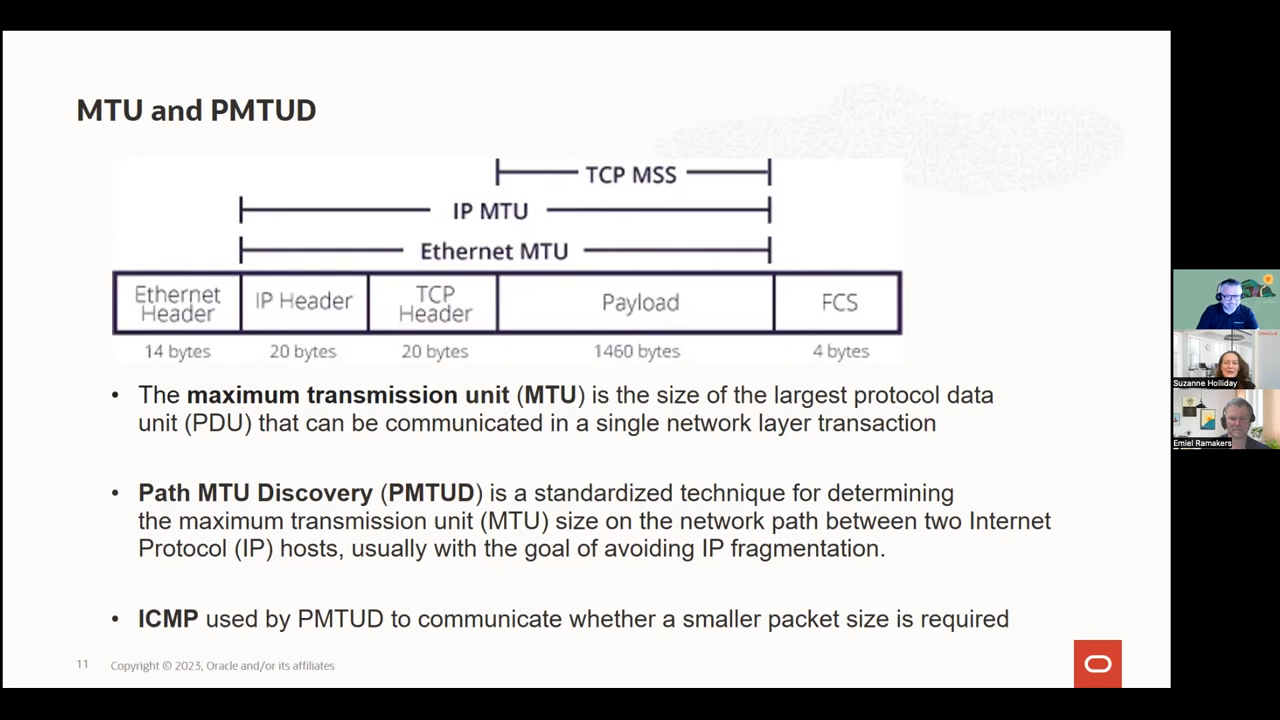 MTU and PMTUD
TCP MSS
IP MTU
Ethernet MTU
Ethernet Header
IP Header
TCP Header
Payload
FCS
14 bytes
20 bytes
20 bytes
1460 bytes
4 bytes
• The maximum transmission unit (MTU) is the size of the largest protocol data
unit (PDU) that can be communicated in a single network layer transaction
• Path MTU Discovery (PMTUD) is a standardized technique for determining
the maximum transmission unit (MTU) size on the network path between two Internet
Protocol (IP) hosts, usually with the goal of avoiding IP fragmentation.
• ICMP used by PMTUD to communicate whether a smaller packet size is required
11 Copyright © 2023, Oracle and/or its affiliates
Suzanne Holliday
Emiel Ramakers